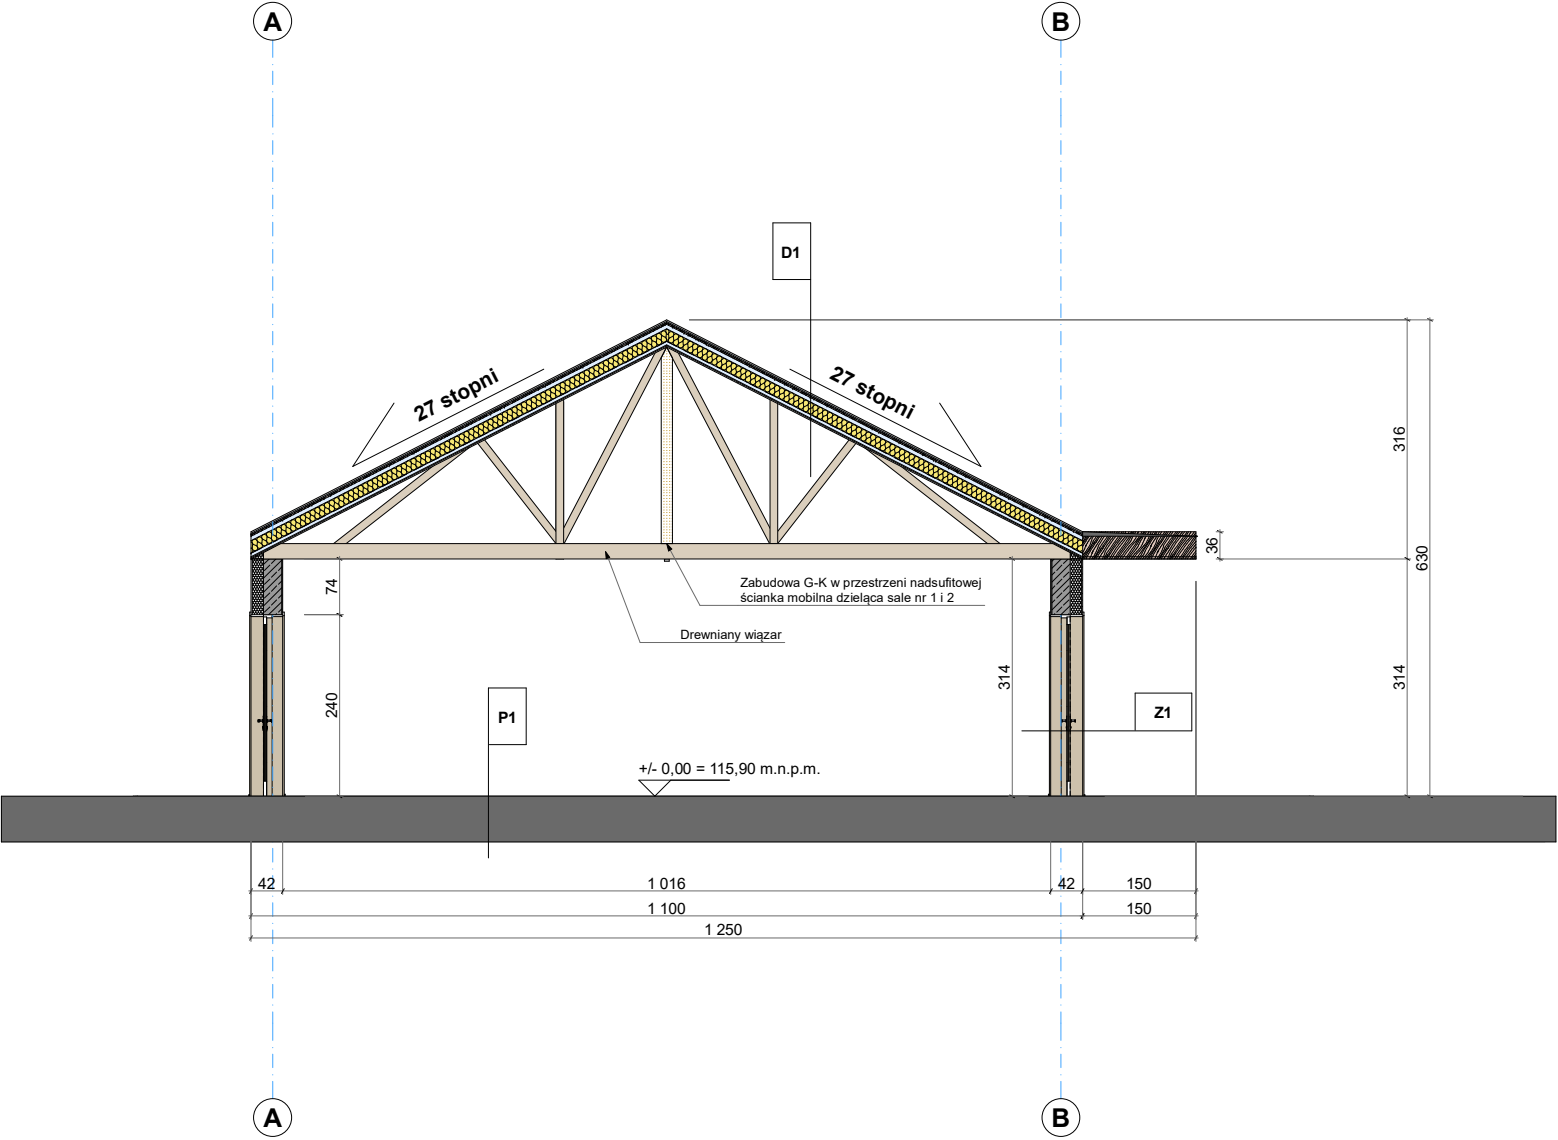 A
B
D1
27 stopni
27 stopni
316
36
630
74
Zabudowa G-K w przestrzeni nadsufitowej
ścianka mobilna dzieląca sale nr 1 i 2
Drewniany wiązar
314
314
240
P1
Z1
+/- 0,00 = 115,90 m.n.p.m.
42
1 016
42
150
1 100
150
1 250
A
B